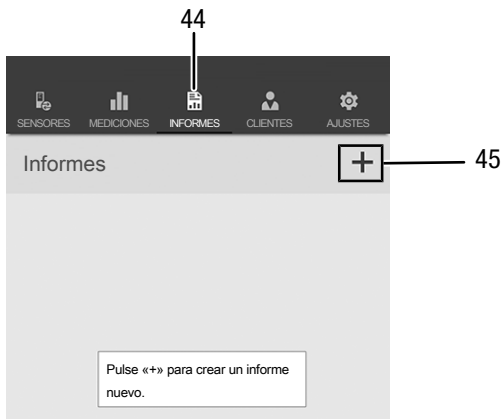 44
SENSORES MEDICIONES INFORMES CLIENTES AJUSTES
Informes +
45
Pulse «+» para crear un informe
nuevo.